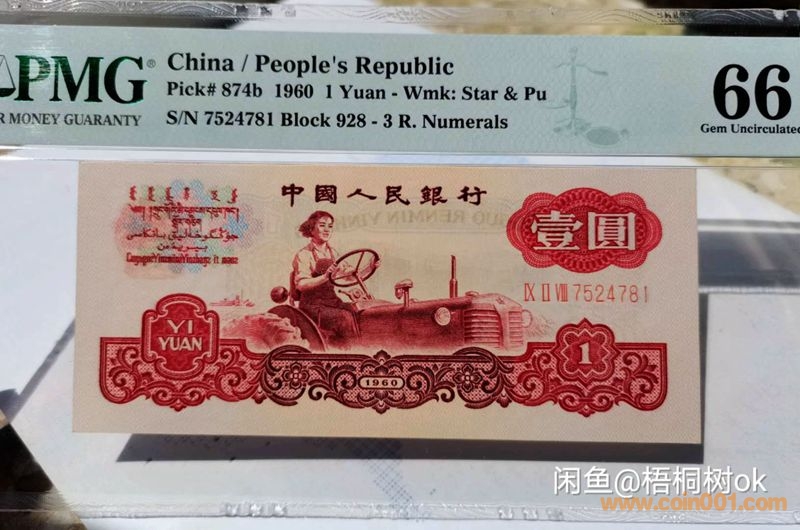 PMG
R MONEY GUARANTY
China / People's Republic
Pick# 874b 1960 1 Yuan - Wmk: Star & Pu
S/N 7524781 Block 928 - 3 R. Numerals
66
Gem Uncirculated
中國人民銀行
壹圓
IX II VIII 7524781
YI
YUAN
1960
1
闲鱼@梧桐树ok
www.coin001.com